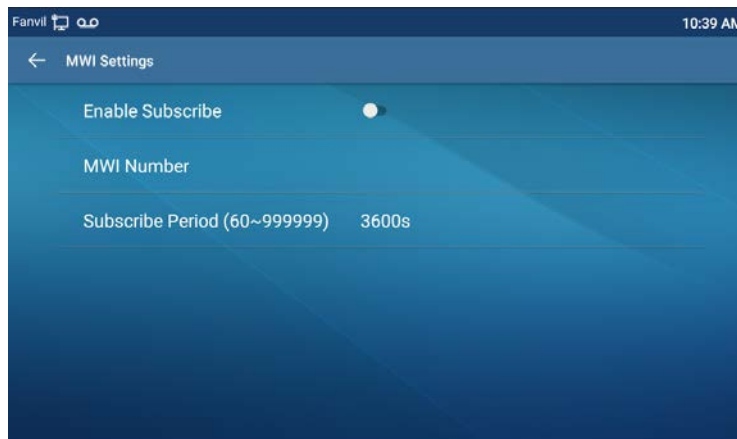 Fanvil 10:39 AM
MWI Settings
Enable Subscribe
MWI Number
Subscribe Period (60~999999) 3600s